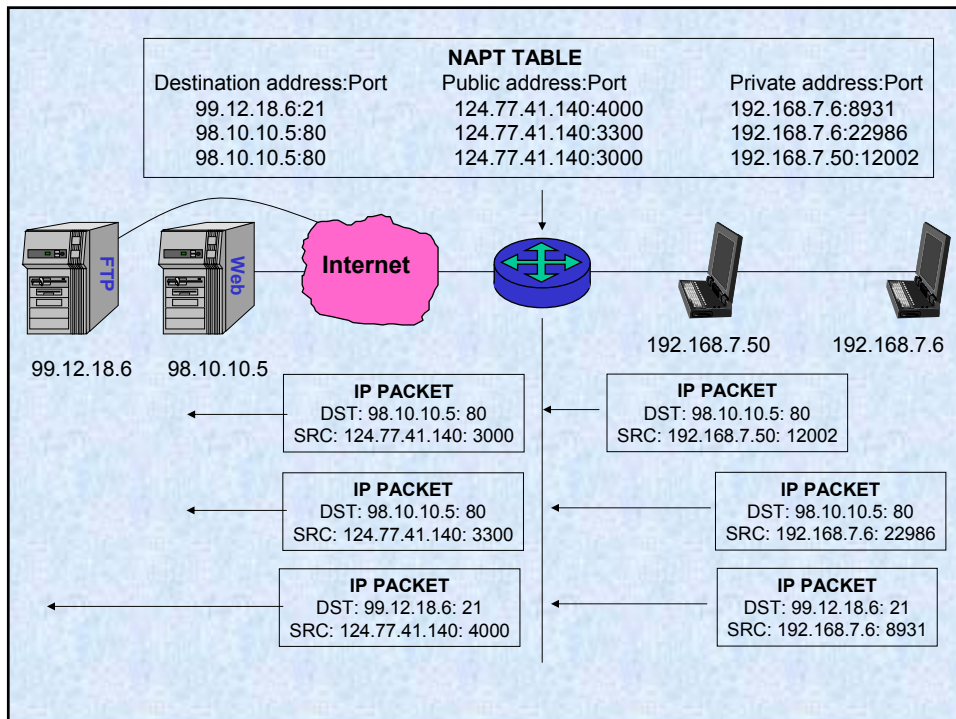 NAPT TABLE
Destination address:Port Public address:Port Private address:Port
99.12.18.6:21 124.77.41.140:4000 192.168.7.6:8931
98.10.10.5:80 124.77.41.140:3300 192.168.7.6:22986
98.10.10.5:80 124.77.41.140:3000 192.168.7.50:12002
FTP
Web
Internet
99.12.18.6
98.10.10.5
192.168.7.50
192.168.7.6
IP PACKET
DST: 98.10.10.5: 80
SRC: 124.77.41.140: 3000
IP PACKET
DST: 98.10.10.5: 80
SRC: 192.168.7.50: 12002
IP PACKET
DST: 98.10.10.5: 80
SRC: 124.77.41.140: 3300
IP PACKET
DST: 98.10.10.5: 80
SRC: 192.168.7.6: 22986
IP PACKET
DST: 99.12.18.6: 21
SRC: 124.77.41.140: 4000
IP PACKET
DST: 99.12.18.6: 21
SRC: 192.168.7.6: 8931